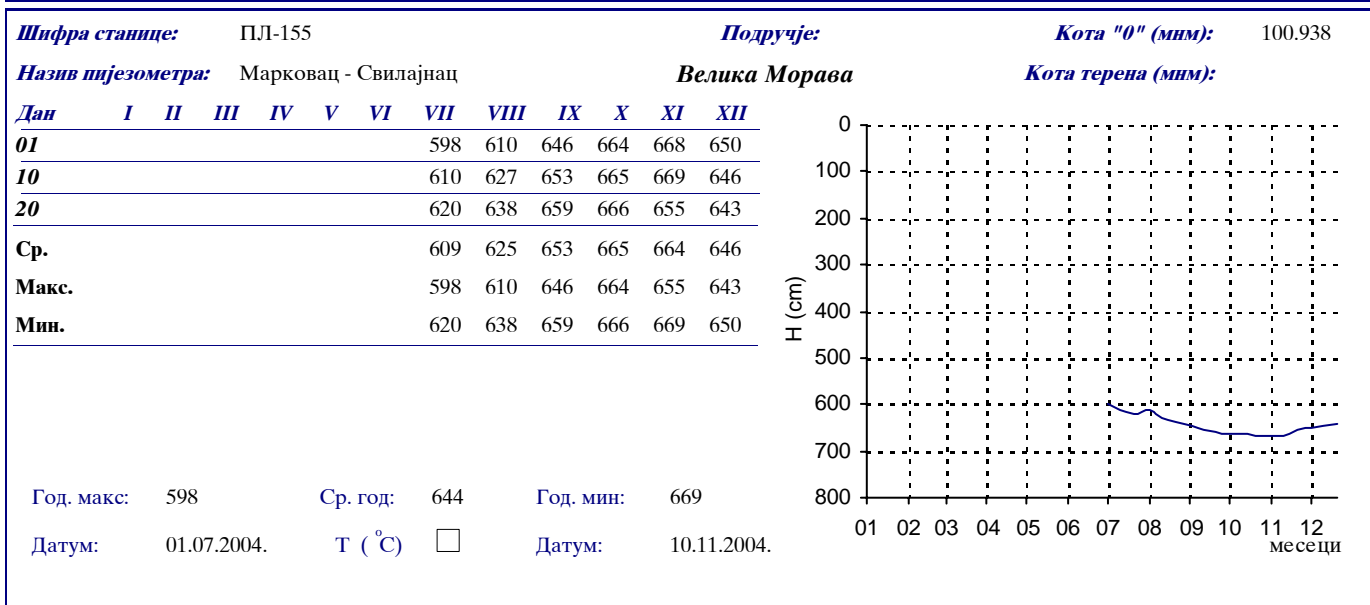 Шифра станице: ПЛ-155 Подручје: Кота "0" (мнм): 100.938
Назив пијезометра: Марковац - Свилајнац Велика Морава Кота терена (мнм):
Дан I II III IV V VI VII VIII IX X XI XII
01 598 610 646 664 668 650
10 610 627 653 665 669 646
20 620 638 659 666 655 643
Ср. 609 625 653 665 664 646
Макс. 598 610 646 664 655 643
Мин. 620 638 659 666 669 650
Год. макс: 598 Ср. год: 644 Год. мин: 669
Датум: 01.07.2004. T ( °C) Датум: 10.11.2004.
0
100
200
300
400
500
600
700
800
H (cm)
01 02 03 04 05 06 07 08 09 10 11 12
месеци